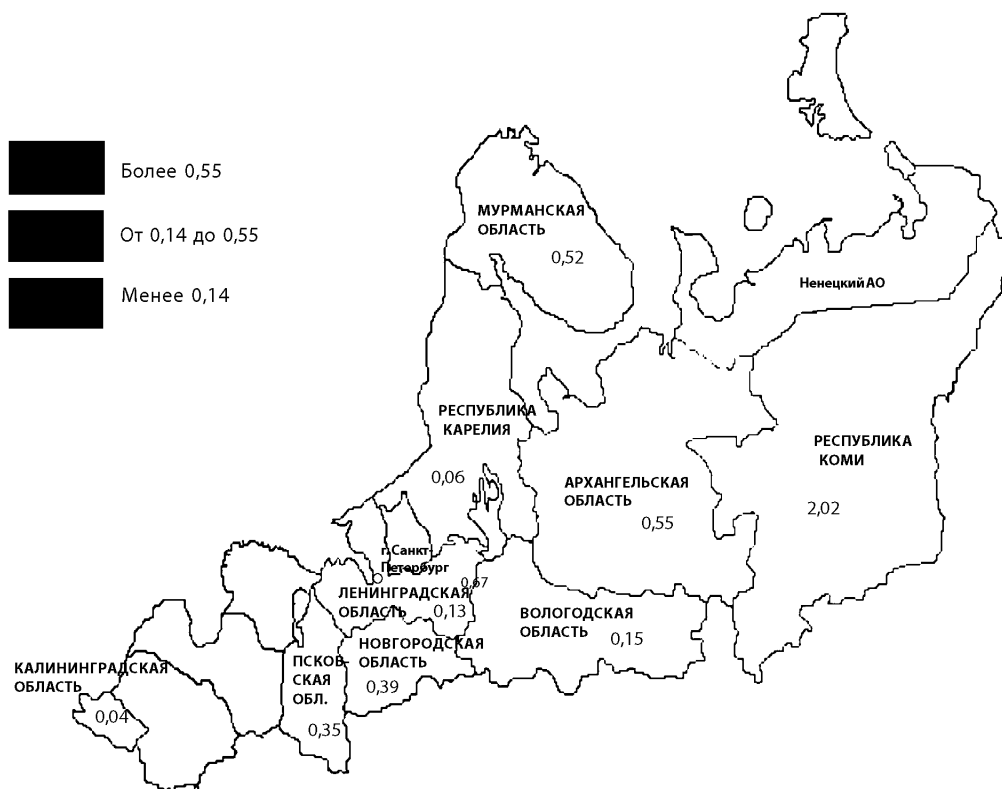 Более 0,55
От 0,14 до 0,55
Менее 0,14
МУРМАНСКАЯ
ОБЛАСТЬ
0,52
Ненецкий АО
РЕСПУБЛИКА
КАРЕЛИЯ
0,06
РЕСПУБЛИКА
КОМИ
2,02
АРХАНГЕЛЬСКАЯ
ОБЛАСТЬ
0,55
г. Санкт-
Петербург
0,67
ЛЕНИНГРАДСКАЯ
ОБЛАСТЬ
0,13
ВОЛОГОДСКАЯ
ОБЛАСТЬ
0,15
НОВГОРОДСКАЯ
ОБЛАСТЬ
0,39
ПСКОВ-
СКАЯ
ОБЛ.
0,35
КАЛИНИНГРАДСКАЯ
ОБЛАСТЬ
0,04